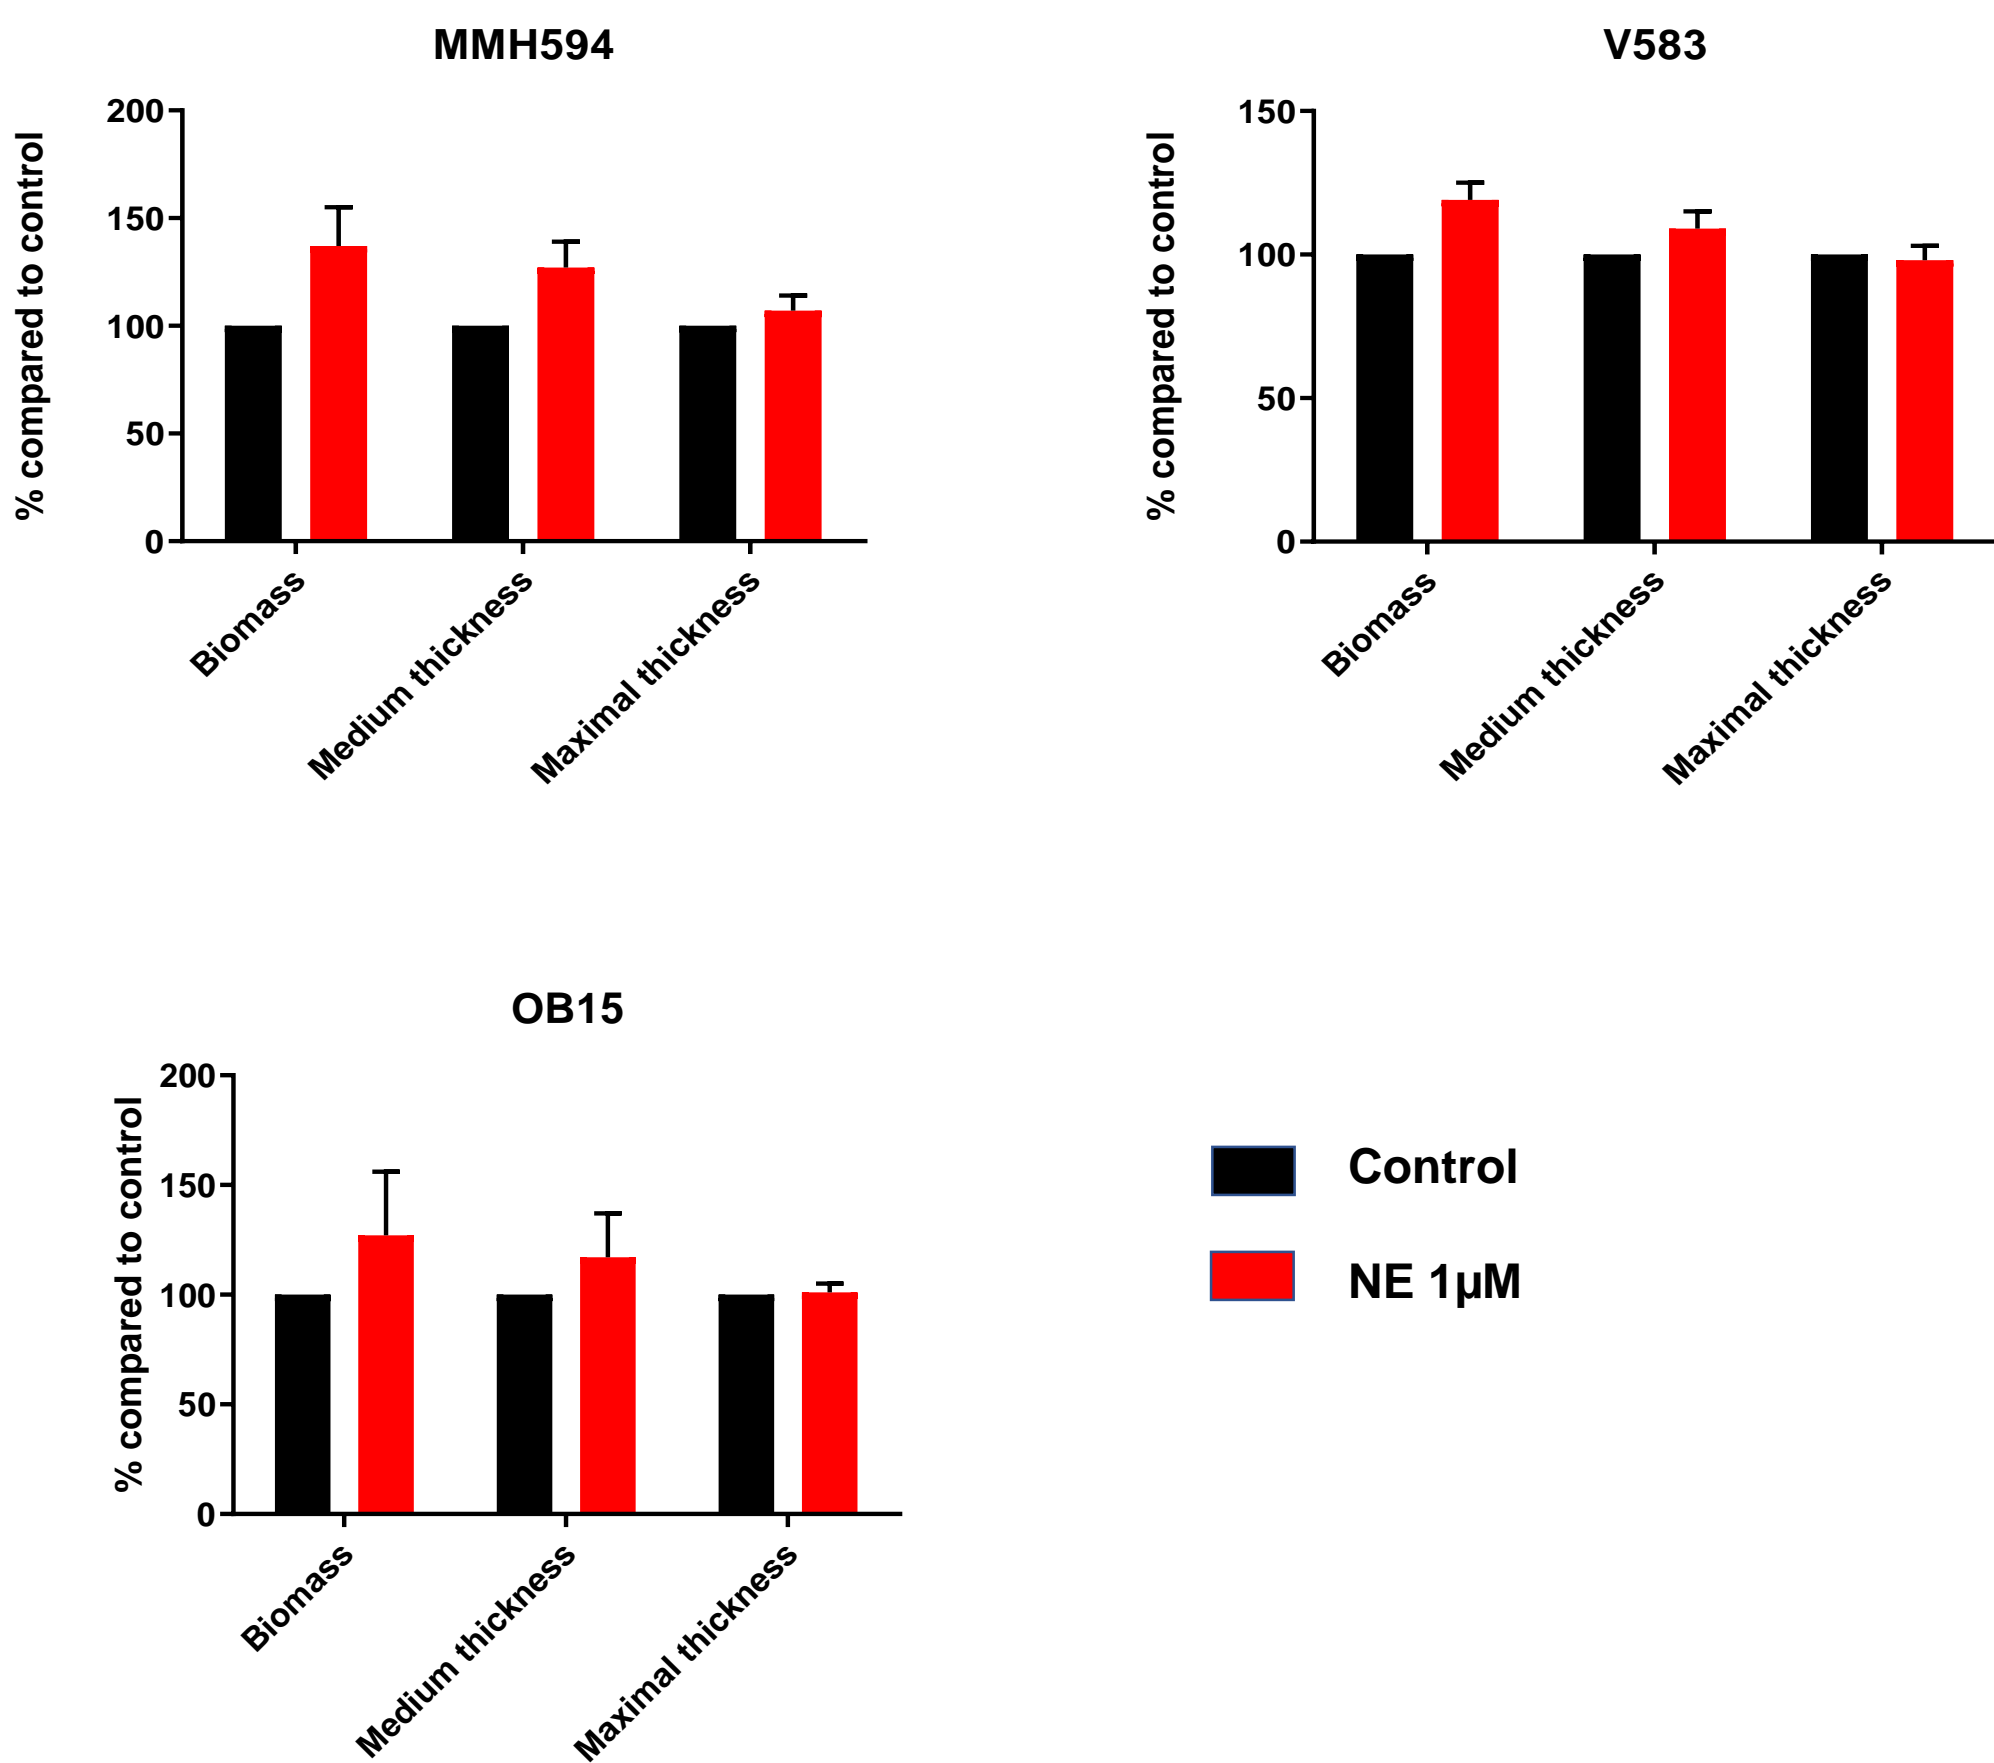 MMH594
% compared to control
200
150
100
50
0
Biomass
Medium thickness
Maximal thickness
V583
% compared to control
150
100
50
0
Biomass
Medium thickness
Maximal thickness
OB15
% compared to control
200
150
100
50
0
Biomass
Medium thickness
Maximal thickness
Control
NE 1µM